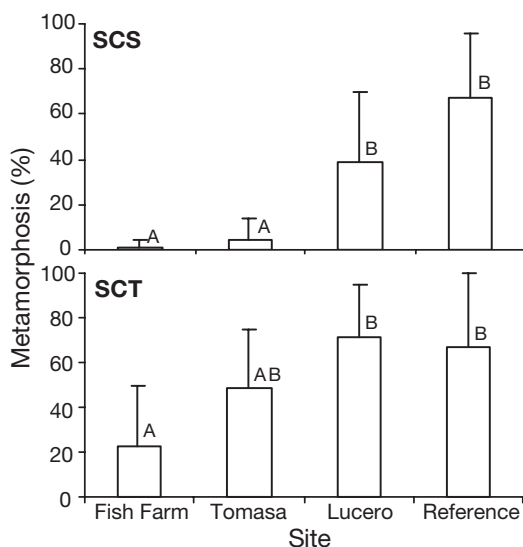 100
SCS
80
60
40
20
0
A
A
B
B
Metamorphosis (%)
100
SCT
80
60
40
20
0
A
AB
B
B
Fish Farm Tomasa Lucero Reference
Site